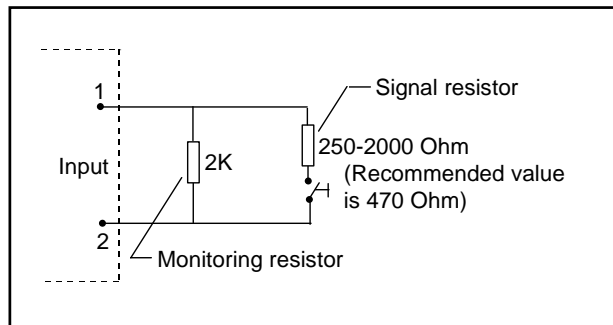 1
Signal resistor
250-2000 Ohm
(Recommended value
is 470 Ohm)
2K
Input
2
Monitoring resistor